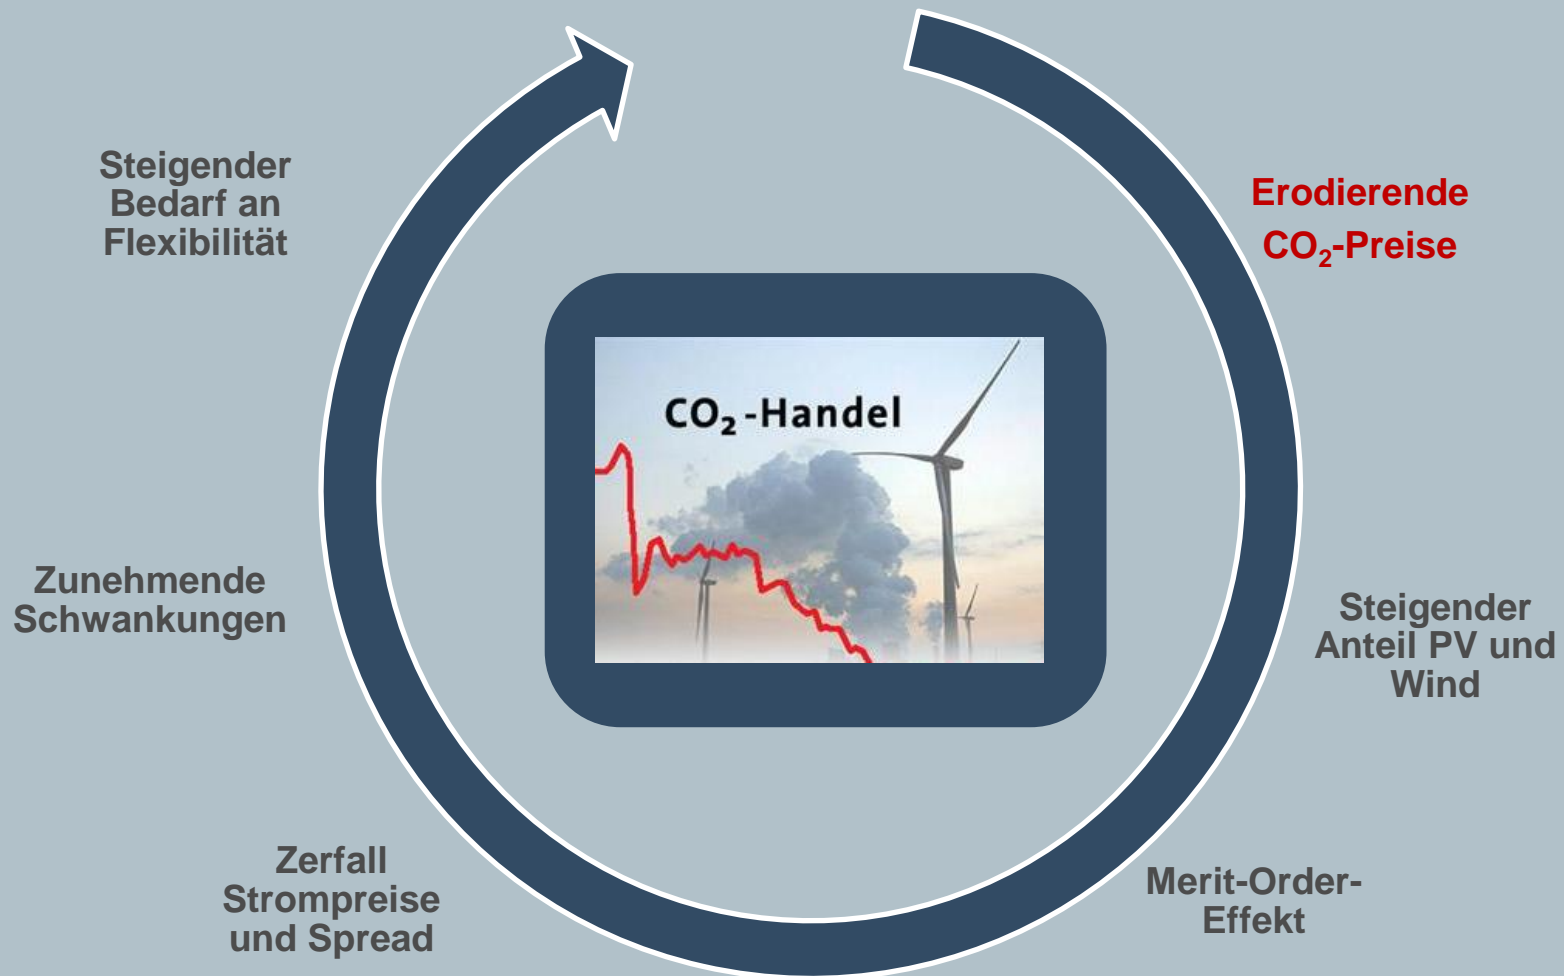 Erodierende
CO₂-Preise
Steigender
Anteil PV und
Wind
Merit-Order-
Effekt
Zerfall
Strompreise
und Spread
Zunehmende
Schwankungen
Steigender
Bedarf an
Flexibilität
CO₂-Handel